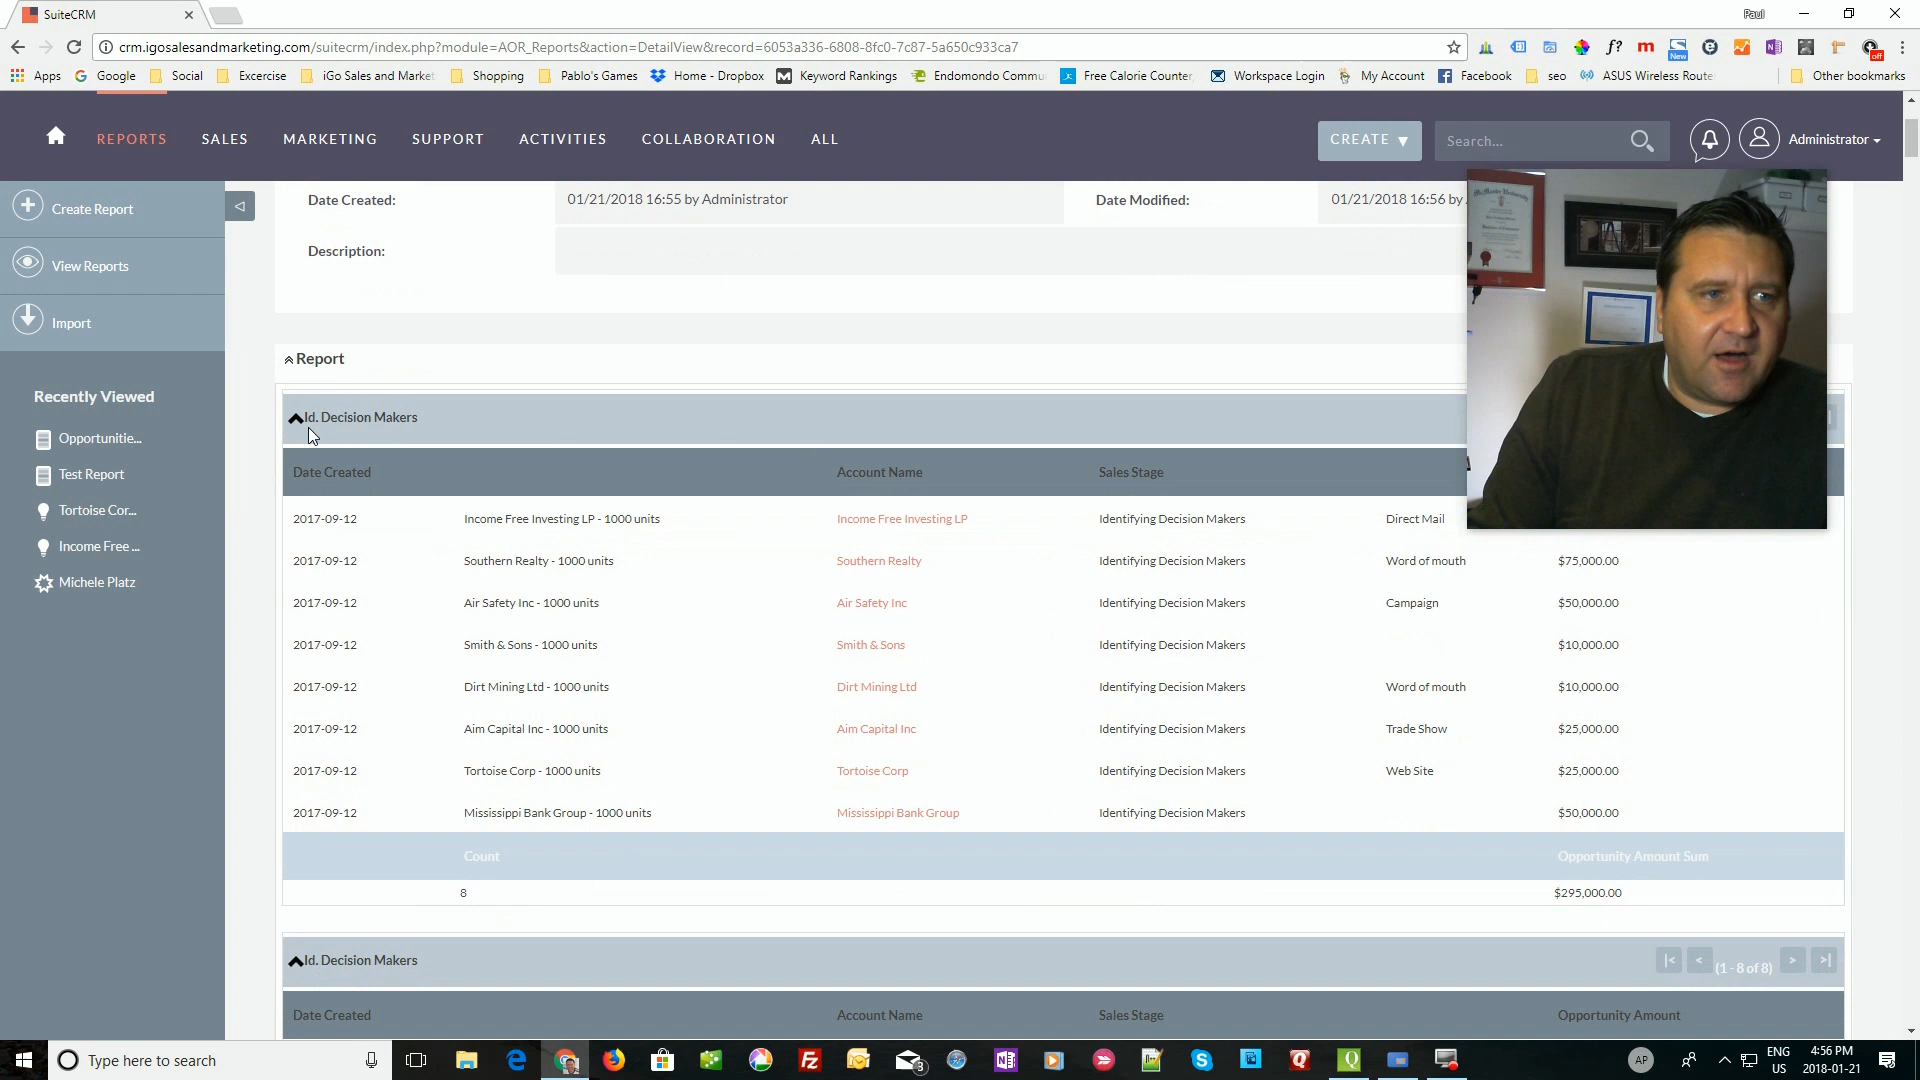 SuiteCRM
Paul
crm.igosalesandmarketing.com/suitecrm/index.php?module=AOR_Reports&action=DetailView&record=6053a336-6808-8fc0-7c87-5a650c933ca7
Apps Google Social Excercise iGo Sales and Market Shopping Pablo's Games Home - Dropbox Keyword Rankings Endomondo Commu Free Calorie Counter, Workspace Login My Account Facebook seo ASUS Wireless Route Other bookmarks
REPORTS SALES MARKETING SUPPORT ACTIVITIES COLLABORATION ALL CREATE Search... Administrator
Create Report
View Reports
Import
Recently Viewed
Opportunitie...
Test Report
Tortoise Cor...
Income Free ...
Michele Platz
Date Created: 01/21/2018 16:55 by Administrator Date Modified: 01/21/2018 16:56 by
Description:
Report
Id. Decision Makers
Date Created Account Name Sales Stage
2017-09-12 Income Free Investing LP - 1000 units Income Free Investing LP Identifying Decision Makers Direct Mail
2017-09-12 Southern Realty - 1000 units Southern Realty Identifying Decision Makers Word of mouth $75,000.00
2017-09-12 Air Safety Inc - 1000 units Air Safety Inc Identifying Decision Makers Campaign $50,000.00
2017-09-12 Smith & Sons - 1000 units Smith & Sons Identifying Decision Makers $10,000.00
2017-09-12 Dirt Mining Ltd - 1000 units Dirt Mining Ltd Identifying Decision Makers Word of mouth $10,000.00
2017-09-12 Aim Capital Inc - 1000 units Aim Capital Inc Identifying Decision Makers Trade Show $25,000.00
2017-09-12 Tortoise Corp - 1000 units Tortoise Corp Identifying Decision Makers Web Site $25,000.00
2017-09-12 Mississippi Bank Group - 1000 units Mississippi Bank Group Identifying Decision Makers $50,000.00
Count Opportunity Amount Sum
8 $295,000.00
Id. Decision Makers (1 - 8 of 8)
Date Created Account Name Sales Stage Opportunity Amount
Type here to search
AP ENG US 4:56 PM 2018-01-21